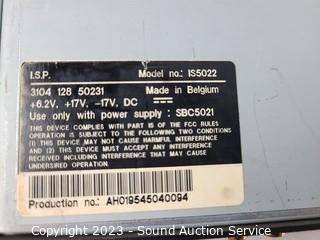 I.S.P. Model no.: IS5022
3104 128 50231 Made in Belgium
+6.2V, +17V, -17V, DC
Use only with power supply : SBC5021
THIS DEVICE COMPLIES WITH PART 15 OF THE FCC RULES
OPERATION IS SUBJECT TO THE FOLLOWING TWO CONDITIONS:
(1) THIS DEVICE MAY NOT CAUSE HARMFUL INTERFERENCE
AND (2) THIS DEVICE MUST ACCEPT ANY INTERFERENCE
RECEIVED, INCLUDING INTERFERENCE THAT MAY CAUSE
UNDESIRED OPERATION
Production no.: AH019545040094
Copyright © 2023 - Sound Auction Service